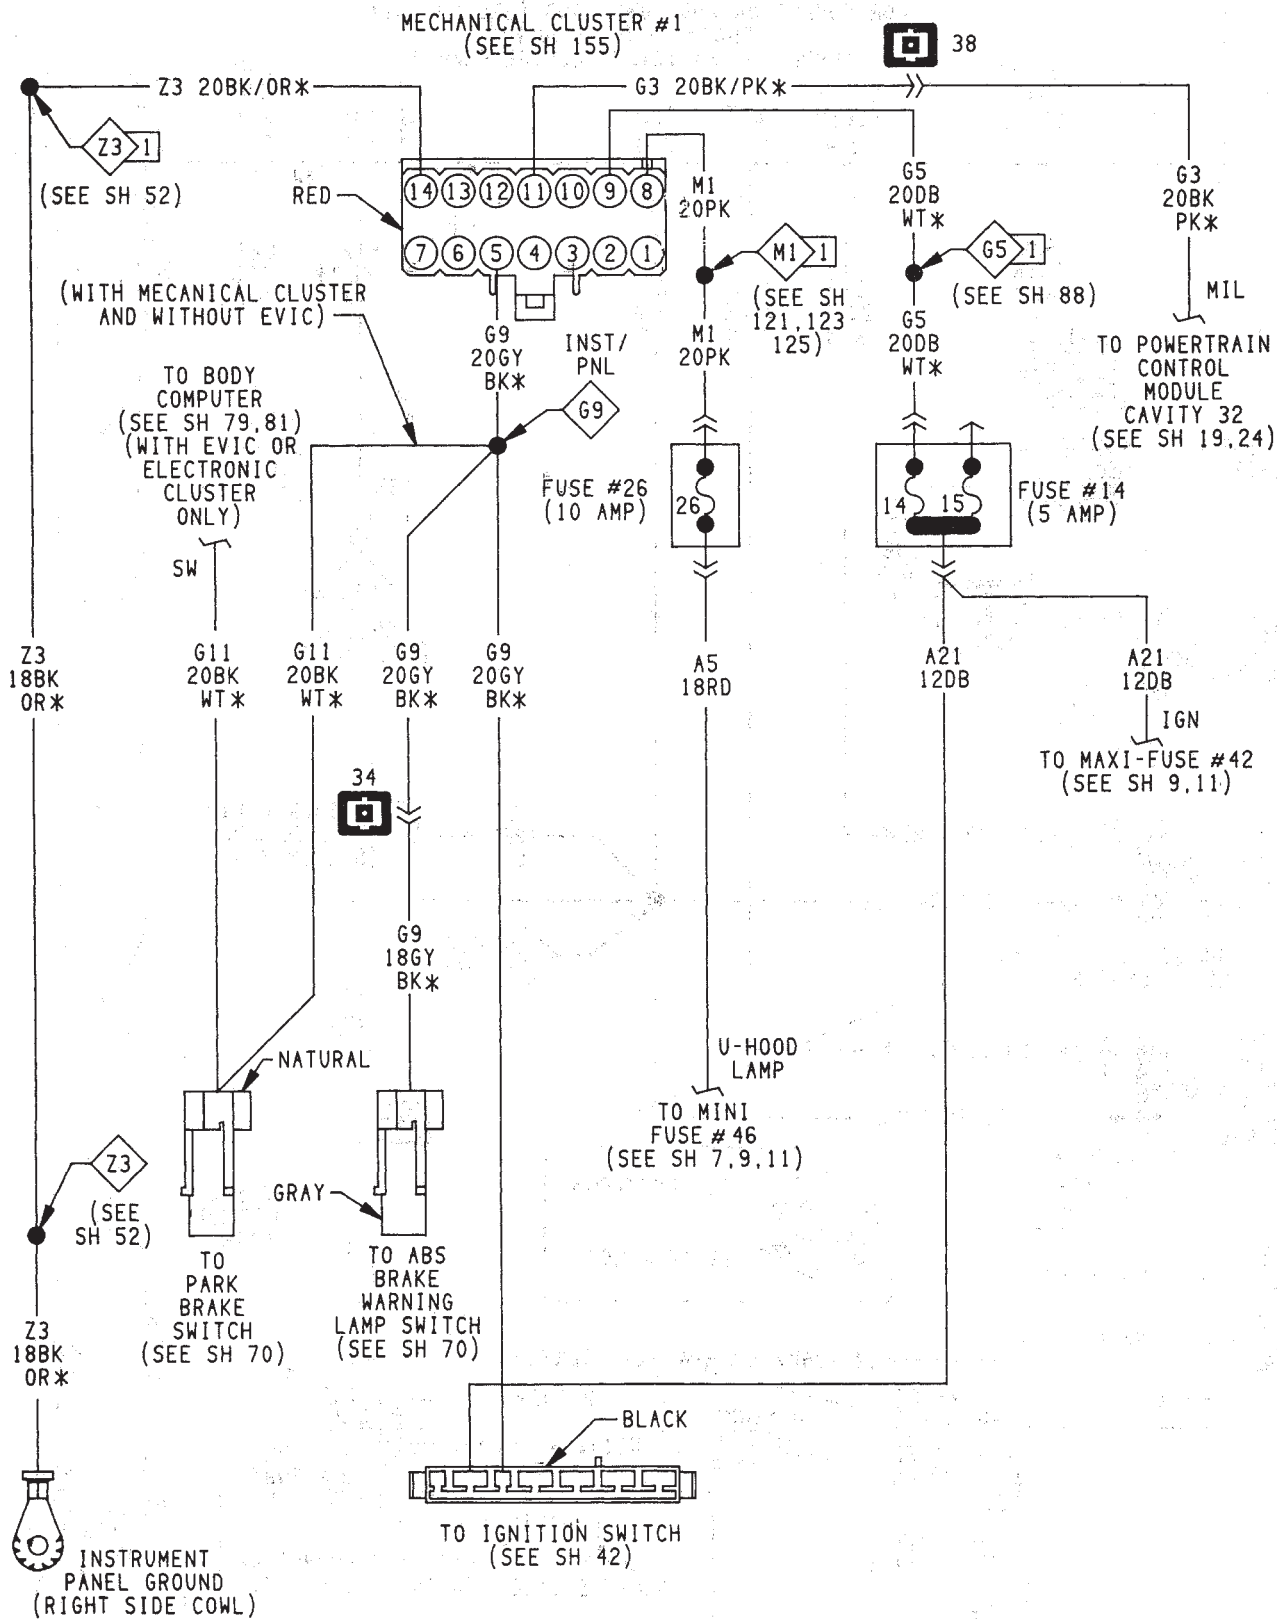 MECHANICAL CLUSTER #1
(SEE SH 155)
38
Z3 20BK/OR*
G3 20BK/PK*
Z3 1
(SEE SH 52)
RED
14 13 12 11 10 9 8
7 6 5 4 3 2 1
M1
20PK
G5
20DB
WT*
G3
20BK
PK*
M1 1
(SEE SH
121,123
125)
G5 1
(SEE SH 88)
MIL
TO POWERTRAIN
CONTROL
MODULE
CAVITY 32
(SEE SH 19,24)
(WITH MECANICAL CLUSTER
AND WITHOUT EVIC)
G9
20GY
BK*
INST/
PNL
G9
M1
20PK
G5
20DB
WT*
TO BODY
COMPUTER
(SEE SH 79,81)
(WITH EVIC OR
ELECTRONIC
CLUSTER
ONLY)
SW
FUSE #26
(10 AMP)
26
14 15
FUSE #14
(5 AMP)
Z3
18BK
OR*
G11
20BK
WT*
G11
20BK
WT*
G9
20GY
BK*
G9
20GY
BK*
A5
18RD
A21
12DB
A21
12DB
IGN
TO MAXI-FUSE #42
(SEE SH 9,11)
34
G9
18GY
BK*
NATURAL
U-HOOD
LAMP
TO MINI
FUSE #46
(SEE SH 7,9,11)
Z3
(SEE
SH 52)
GRAY
TO
PARK
BRAKE
SWITCH
(SEE SH 70)
TO ABS
BRAKE
WARNING
LAMP SWITCH
(SEE SH 70)
Z3
18BK
OR*
BLACK
TO IGNITION SWITCH
(SEE SH 42)
INSTRUMENT
PANEL GROUND
(RIGHT SIDE COWL)